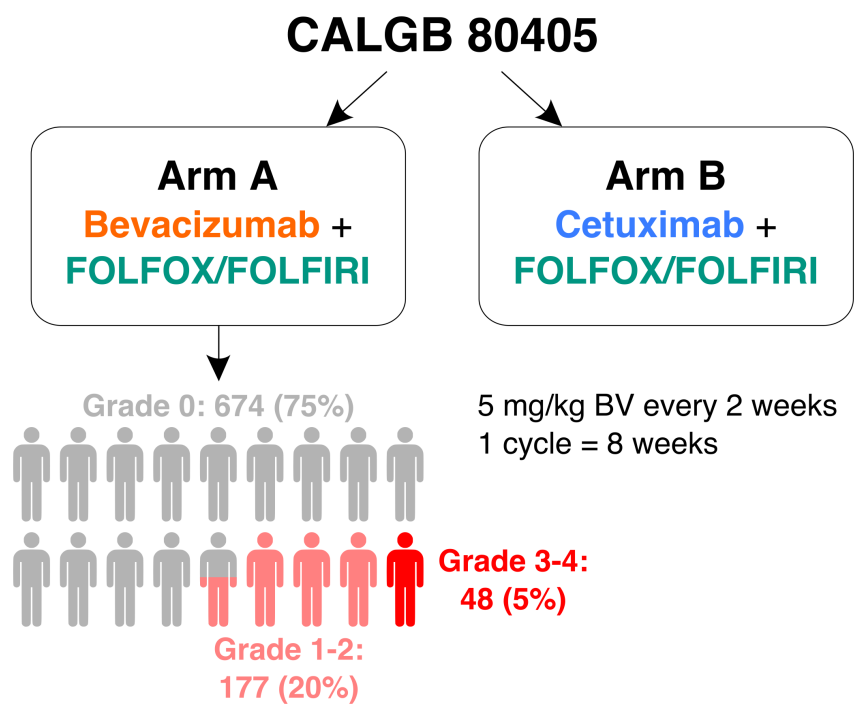 CALGB 80405
Arm A
Bevacizumab +
FOLFOX/FOLFIRI
Arm B
Cetuximab +
FOLFOX/FOLFIRI
Grade 0: 674 (75%)
5 mg/kg BV every 2 weeks
1 cycle = 8 weeks
Grade 3-4:
48 (5%)
Grade 1-2:
177 (20%)